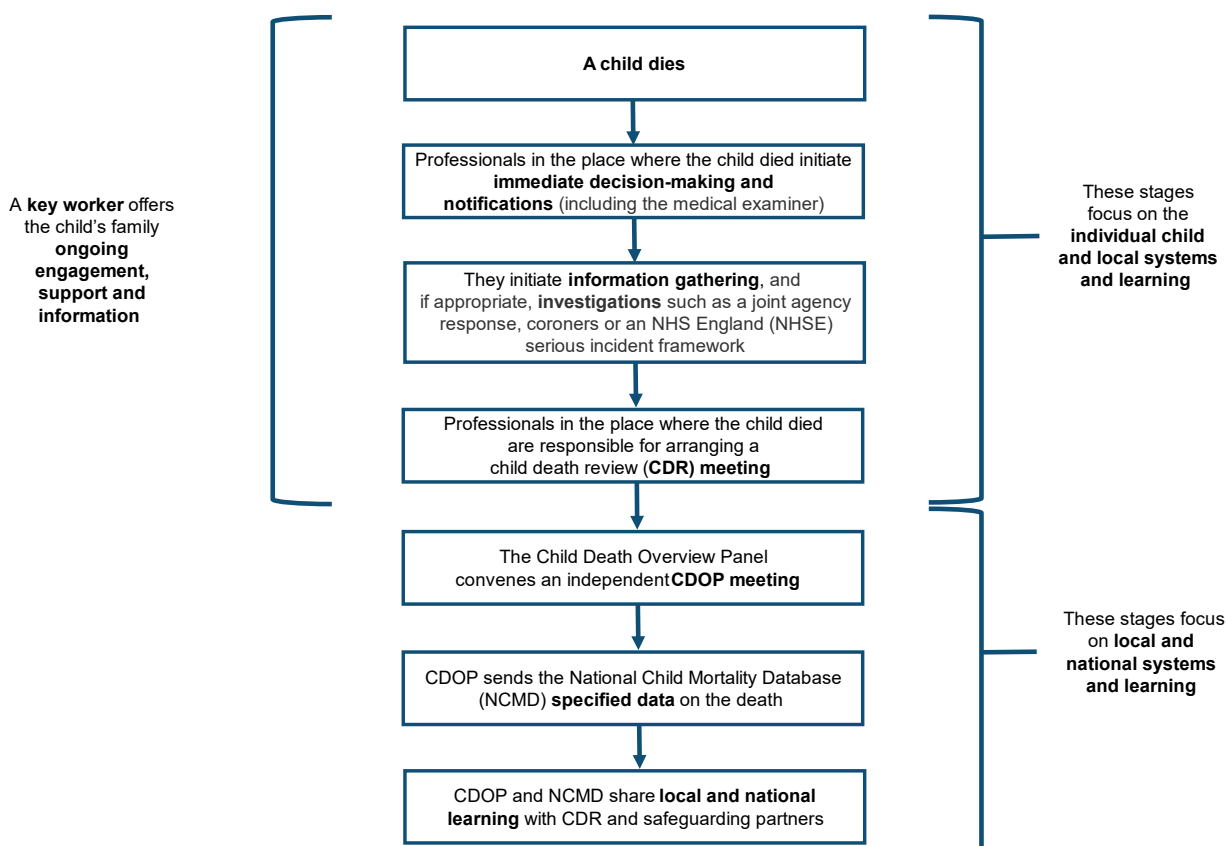 A child dies
Professionals in the place where the child died initiate
immediate decision-making and
notifications (including the medical examiner)
A key worker offers
the child's family
ongoing
engagement,
support and
information
These stages
focus on the
individual child
and local systems
and learning
They initiate information gathering, and
if appropriate, investigations such as a joint agency
response, coroners or an NHS England (NHSE)
serious incident framework
Professionals in the place where the child died
are responsible for arranging a
child death review (CDR) meeting
The Child Death Overview Panel
convenes an independent CDOP meeting
These stages focus
on local and
national systems
and learning
CDOP sends the National Child Mortality Database
(NCMD) specified data on the death
CDOP and NCMD share local and national
learning with CDR and safeguarding partners